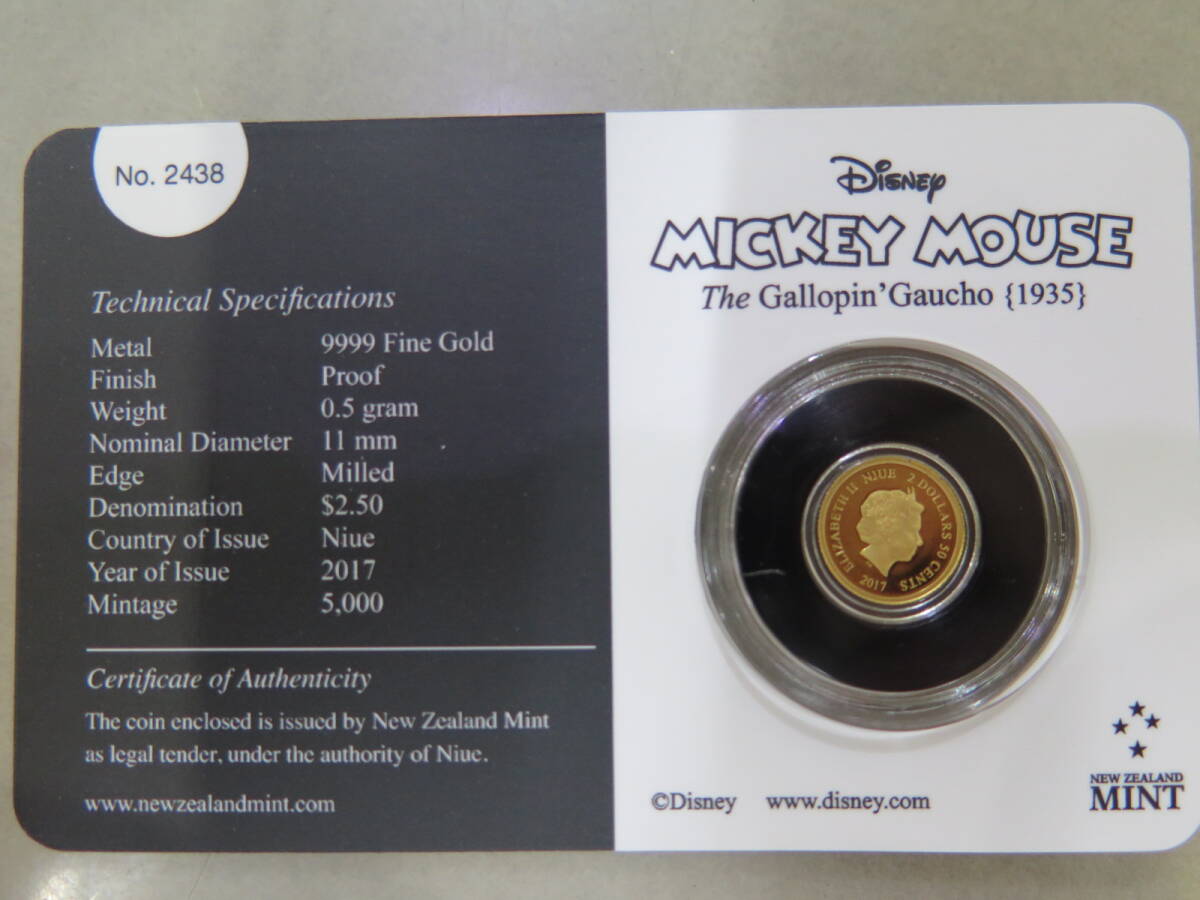 No. 2438
Technical Specifications
Metal 9999 Fine Gold
Finish Proof
Weight 0.5 gram
Nominal Diameter 11 mm
Edge Milled
Denomination $2.50
Country of Issue Niue
Year of Issue 2017
Mintage 5,000
Certificate of Authenticity
The coin enclosed is issued by New Zealand Mint
as legal tender, under the authority of Niue.
www.newzealandmint.com
Disney
MICKEY MOUSE
The Gallopin' Gaucho {1935}
ELIZABETH II NIUE 2 DOLLARS 50 CENTS
2017
©Disney www.disney.com
NEW ZEALAND
MINT